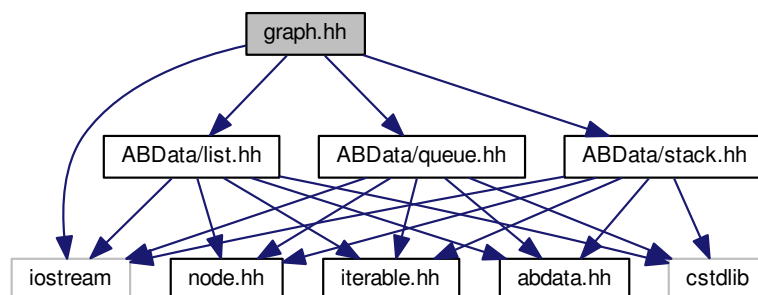 graph.hh
ABData/list.hh
ABData/queue.hh
ABData/stack.hh
iostream
node.hh
iterable.hh
abdata.hh
cstdlib